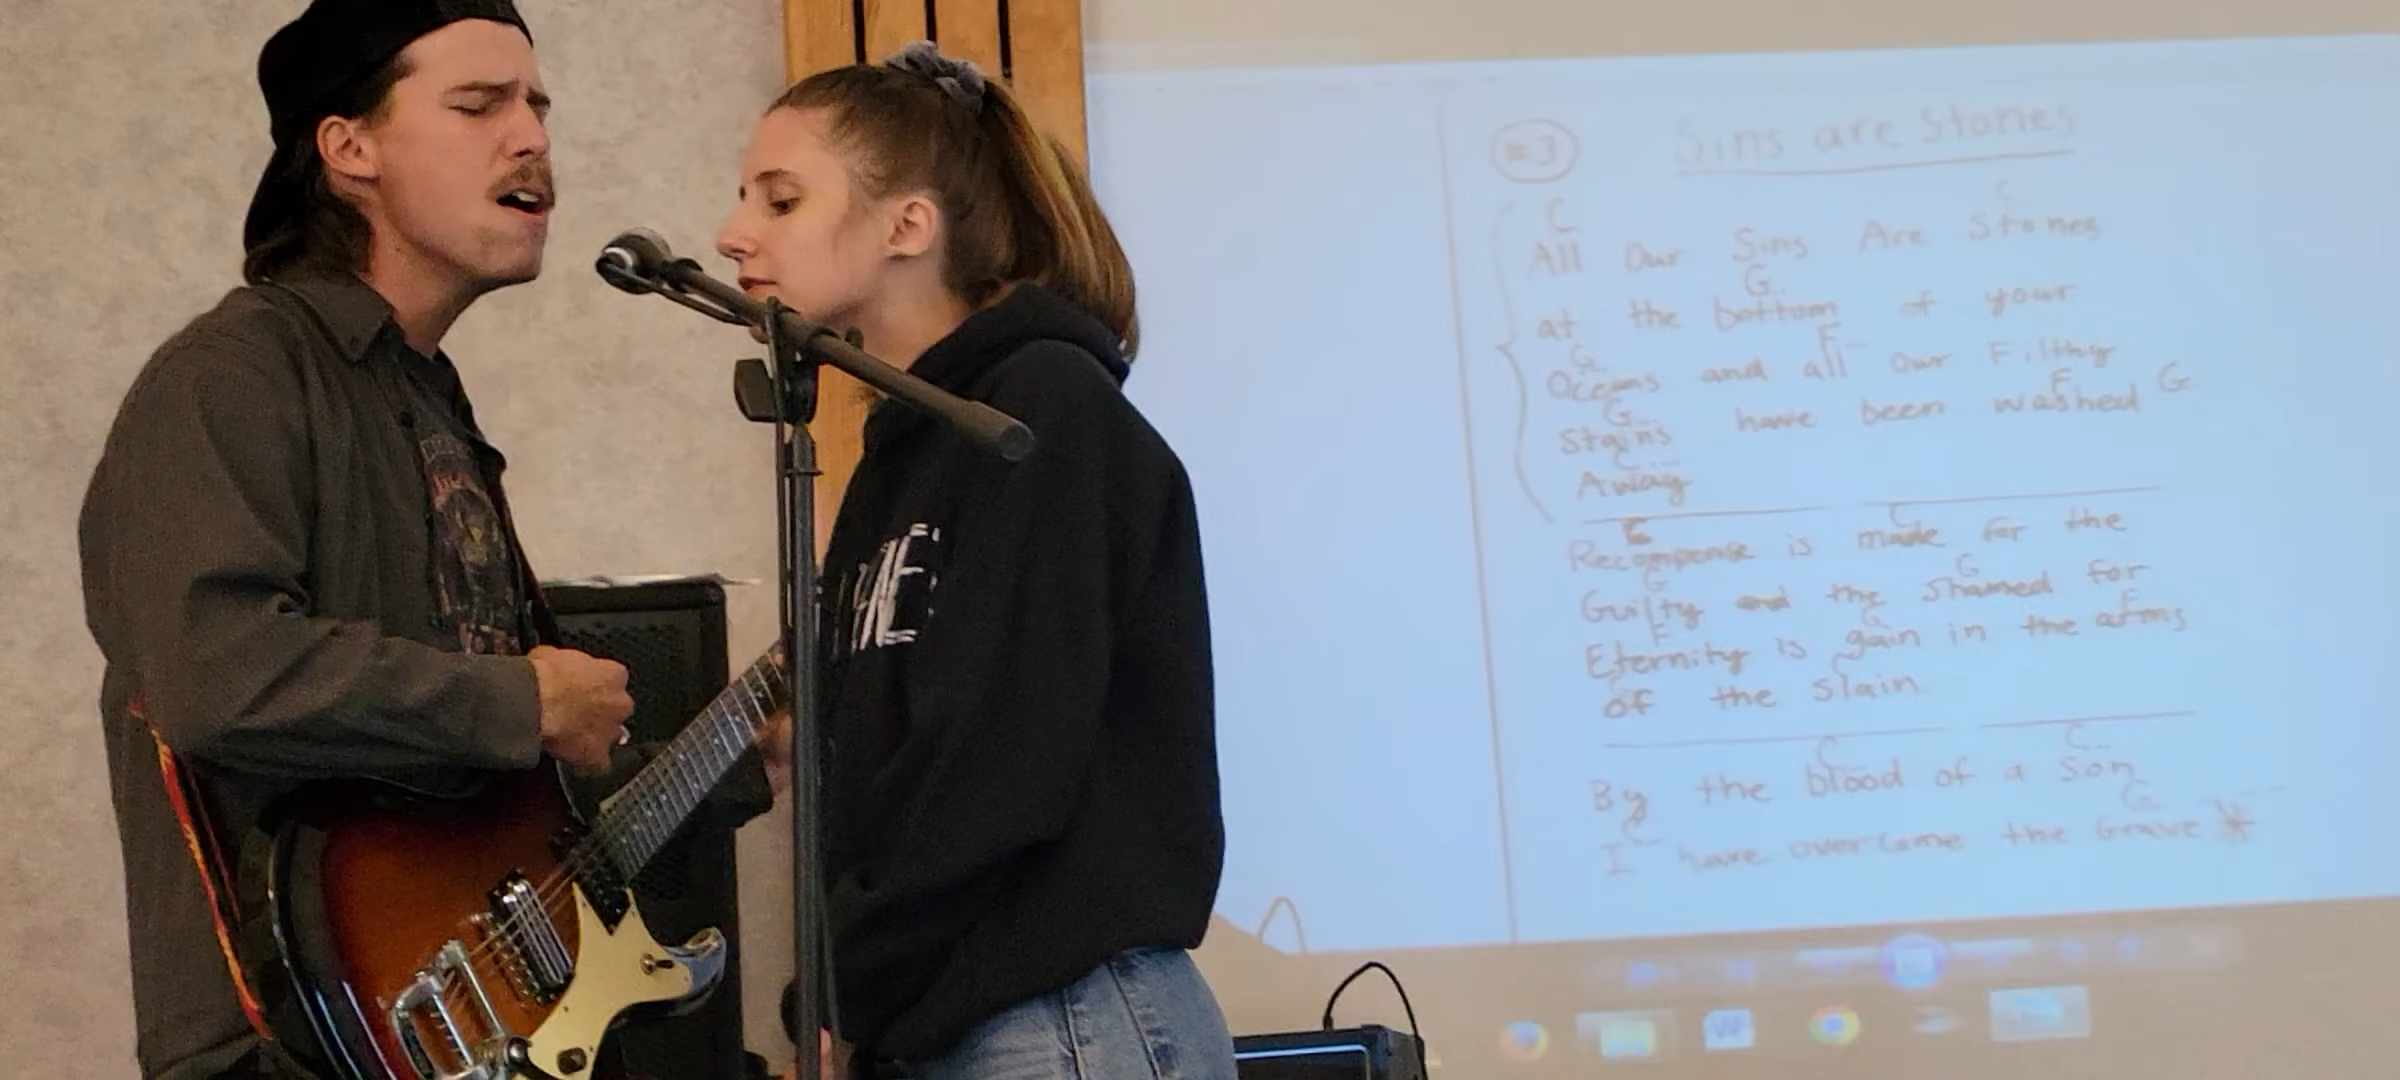 #3 Sins are Stones
C C
All Our Sins Are Stones
G
at the bottom of your
G F
Oceans and all our Filthy
G F G
Stains have been washed
C
Away
G C
Recompense is made for the
G G
Guilty and the shamed for
F G F
Eternity is gain in the arms
C
of the slain
C C
By the blood of a Son
C G
I have overcome the Grave *
W